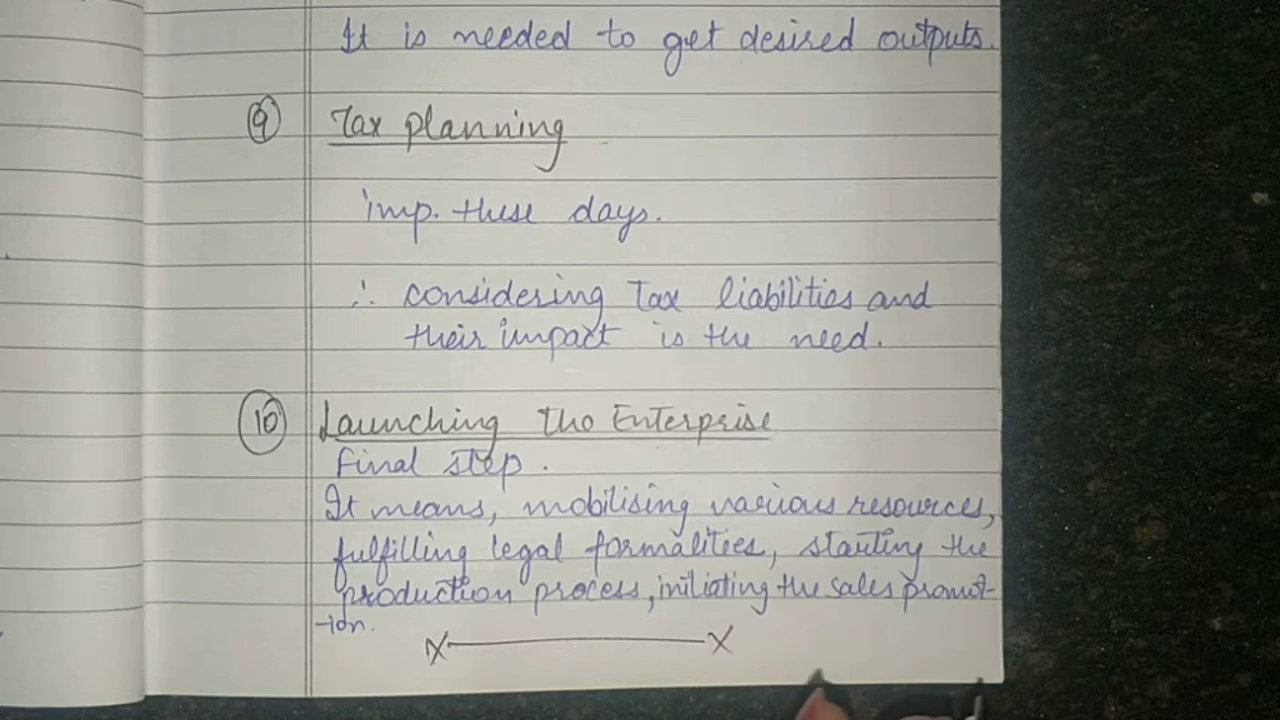 It is needed to get desired outputs.
9 Tax planning
imp. these days.
∴ considering Tax liabilities and
their impact is the need.
10 Launching the Enterprise
Final step.
It means, mobilising various resources,
fulfilling legal formalities, starting the
production process, initiating the sales promot-
-ion.
X———X